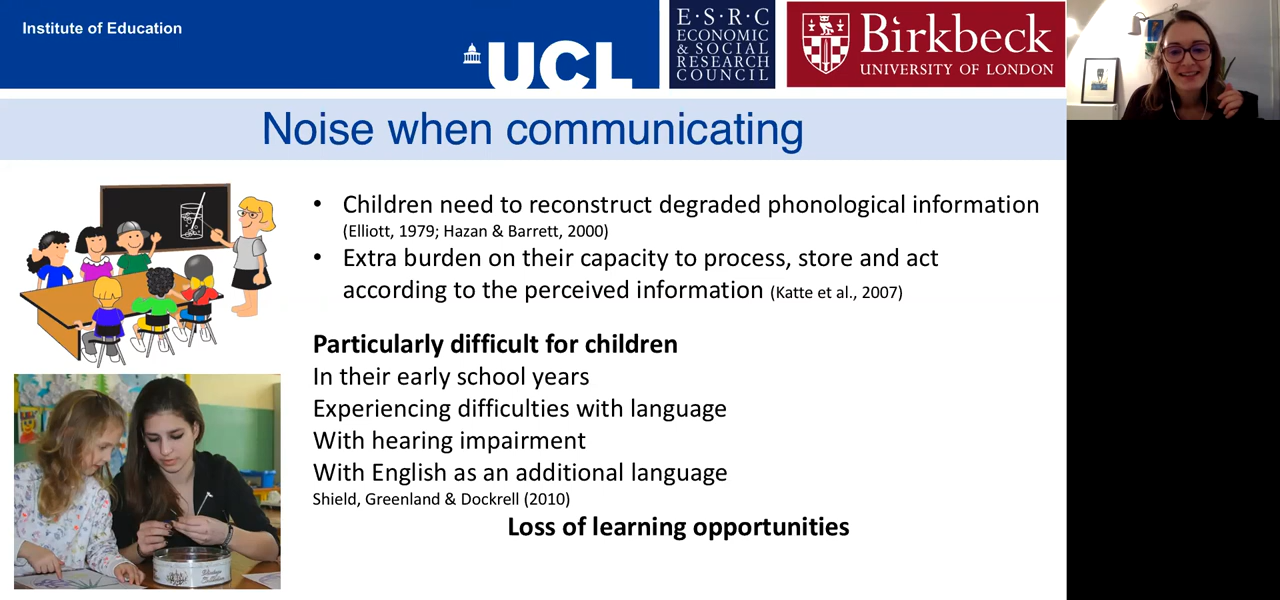 Institute of Education
UCL
E·S·R·C
ECONOMIC
& SOCIAL
RESEARCH
COUNCIL
Birkbeck
UNIVERSITY OF LONDON
Noise when communicating
• Children need to reconstruct degraded phonological information
(Elliott, 1979; Hazan & Barrett, 2000)
• Extra burden on their capacity to process, store and act
according to the perceived information (Katte et al., 2007)
Particularly difficult for children
In their early school years
Experiencing difficulties with language
With hearing impairment
With English as an additional language
Shield, Greenland & Dockrell (2010)
Loss of learning opportunities